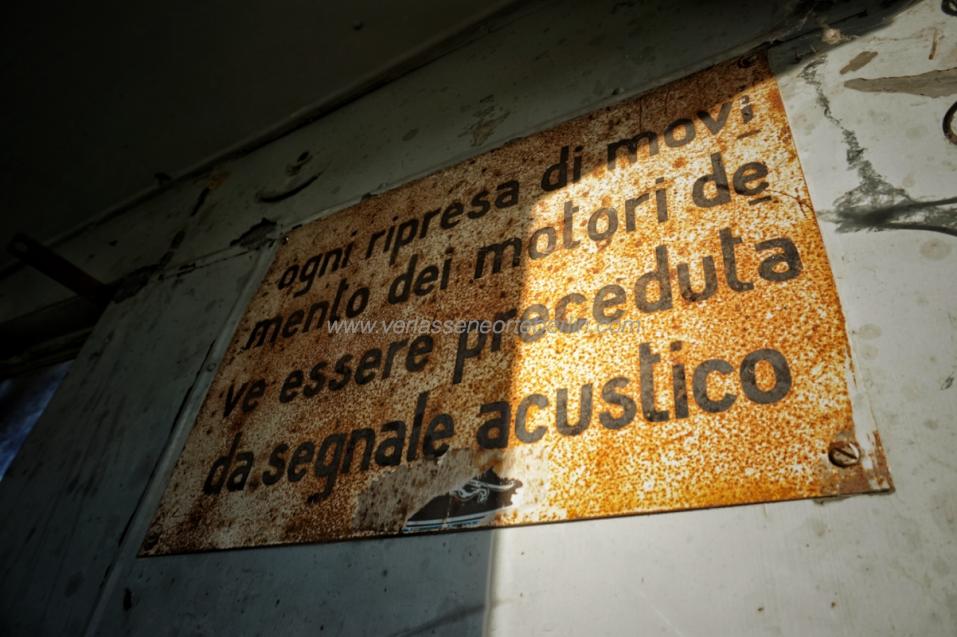 ogni ripresa di movi
mento dei motori de
ve essere preceduta
da segnale acustico